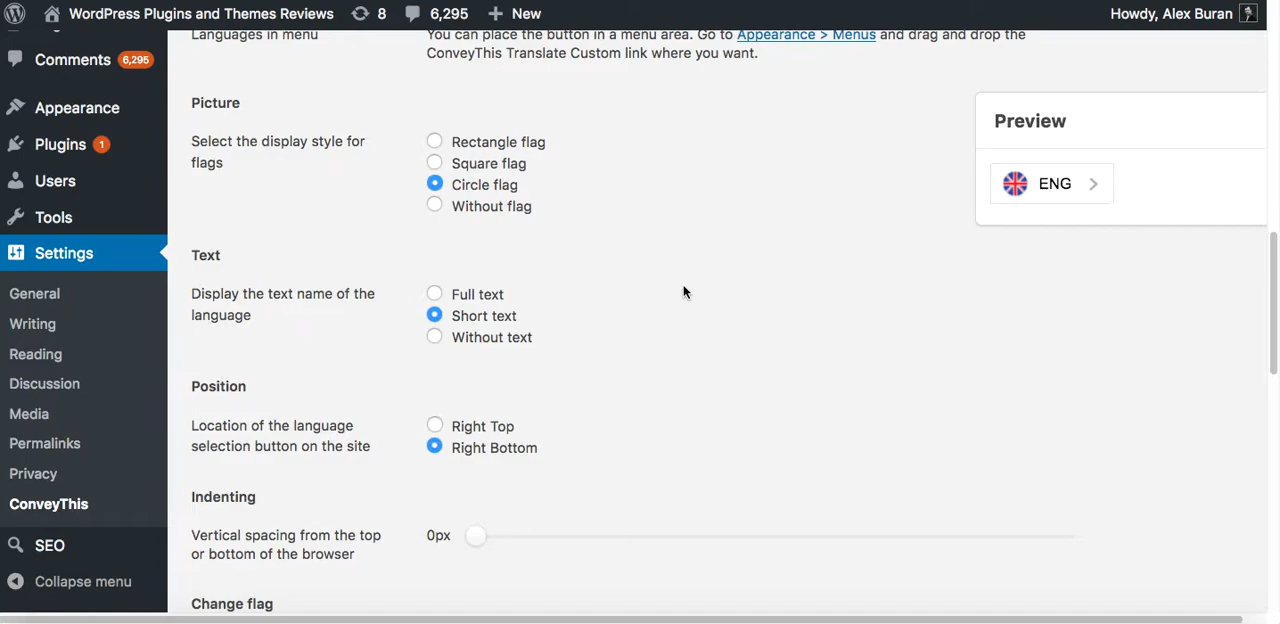 WordPress Plugins and Themes Reviews
8
6,295
New
Howdy, Alex Buran
Comments 6,295
Appearance
Plugins 1
Users
Tools
Settings
General
Writing
Reading
Discussion
Media
Permalinks
Privacy
ConveyThis
SEO
Collapse menu
Languages in menu
You can place the button in a menu area. Go to Appearance > Menus and drag and drop the
ConveyThis Translate Custom link where you want.
Picture
Select the display style for
flags
Rectangle flag
Square flag
Circle flag
Without flag
Text
Display the text name of the
language
Full text
Short text
Without text
Position
Location of the language
selection button on the site
Right Top
Right Bottom
Indenting
Vertical spacing from the top
or bottom of the browser
0px
Change flag
Preview
ENG